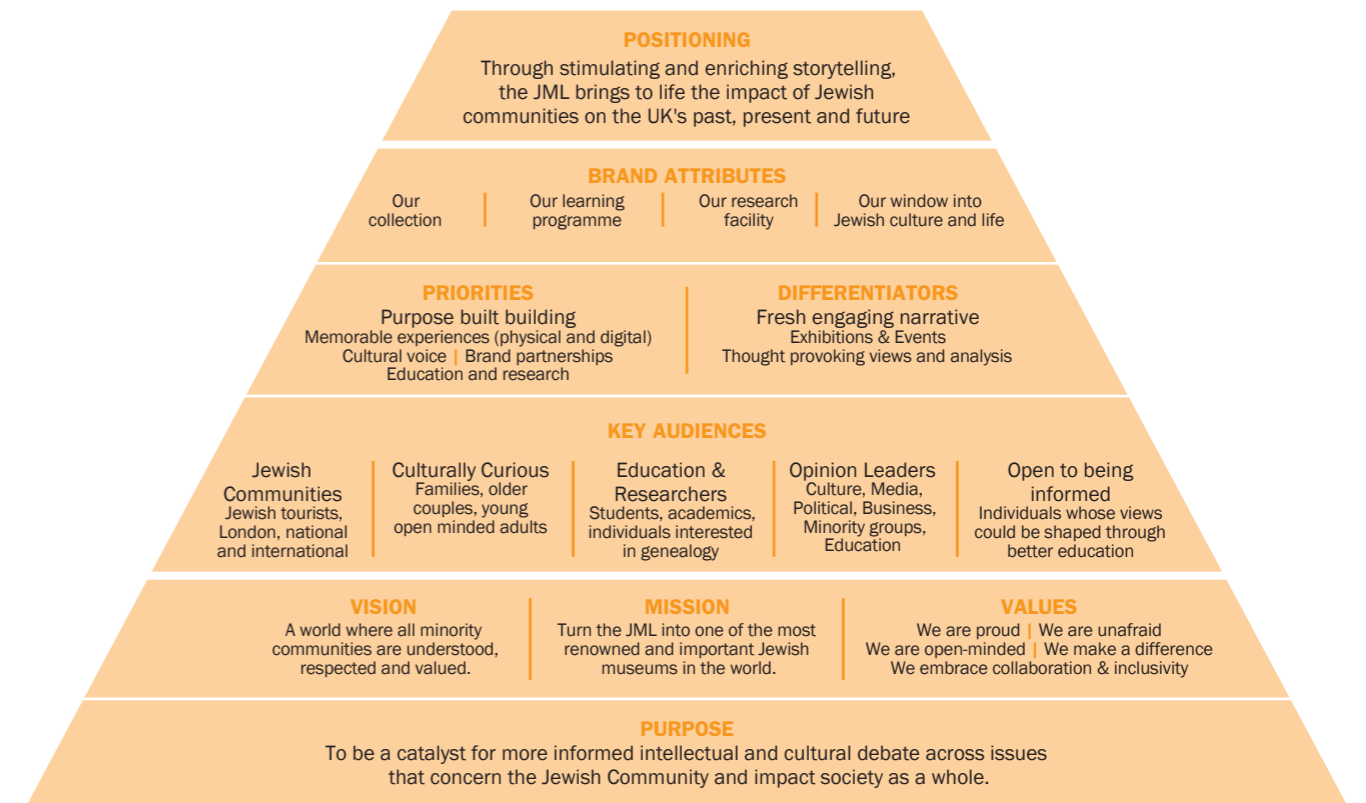 POSITIONING
Through stimulating and enriching storytelling,
the JML brings to life the impact of Jewish
communities on the UK's past, present and future
BRAND ATTRIBUTES
Our
collection
Our learning
programme
Our research
facility
Our window into
Jewish culture and life
PRIORITIES
Purpose built building
Memorable experiences (physical and digital)
Cultural voice | Brand partnerships
Education and research
DIFFERENTIATORS
Fresh engaging narrative
Exhibitions & Events
Thought provoking views and analysis
KEY AUDIENCES
Jewish
Communities
Jewish tourists,
London, national
and international
Culturally Curious
Families, older
couples, young
open minded adults
Education &
Researchers
Students, academics,
individuals interested
in genealogy
Opinion Leaders
Culture, Media,
Political, Business,
Minority groups,
Education
Open to being
informed
Individuals whose views
could be shaped through
better education
VISION
A world where all minority
communities are understood,
respected and valued.
MISSION
Turn the JML into one of the most
renowned and important Jewish
museums in the world.
VALUES
We are proud | We are unafraid
We are open-minded | We make a difference
We embrace collaboration & inclusivity
PURPOSE
To be a catalyst for more informed intellectual and cultural debate across issues
that concern the Jewish Community and impact society as a whole.